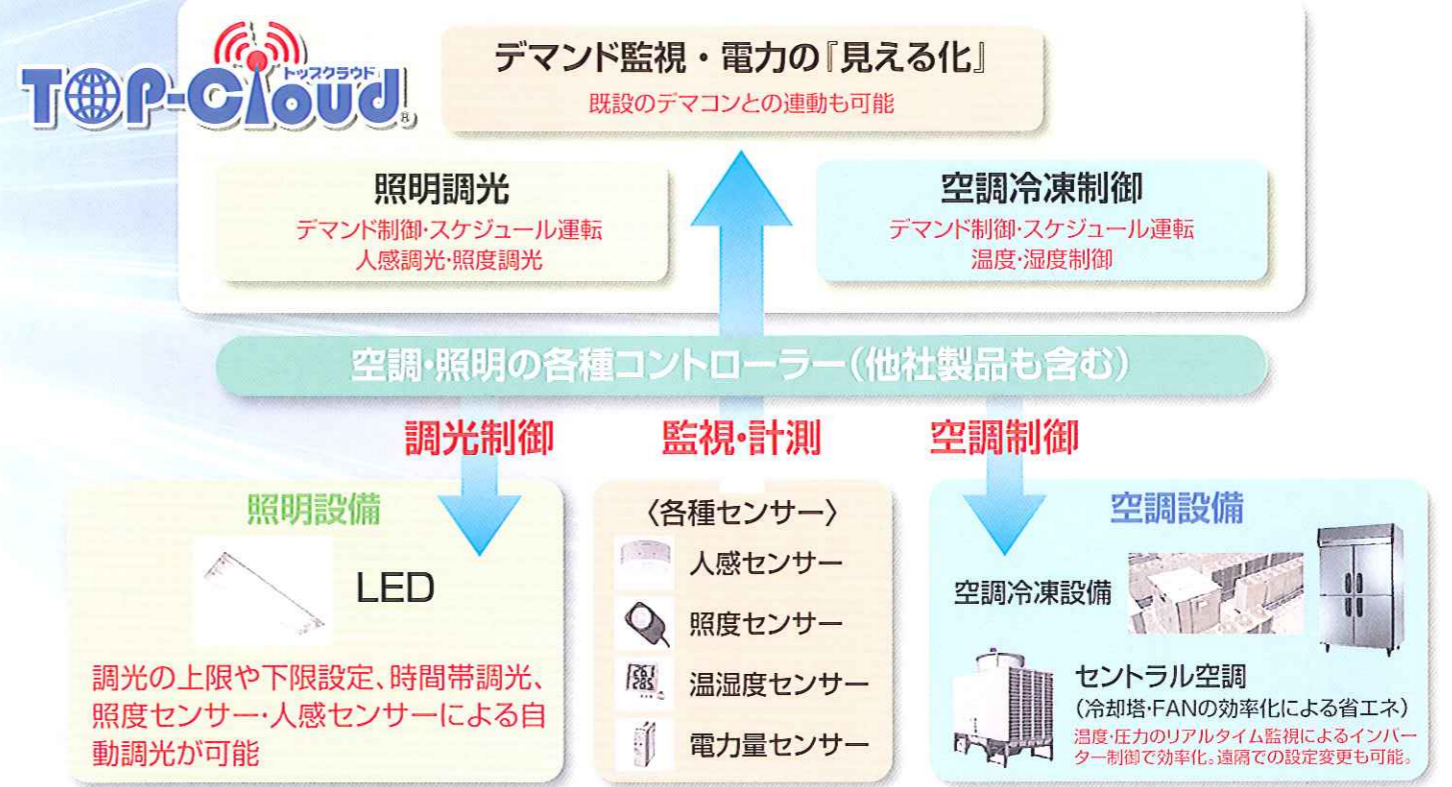 トップクラウド
TOP-Cloud®
デマンド監視・電力の『見える化』
既設のデマコンとの連動も可能
照明調光
デマンド制御・スケジュール運転
人感調光・照度調光
空調冷凍制御
デマンド制御・スケジュール運転
温度・湿度制御
空調・照明の各種コントローラー(他社製品も含む)
調光制御
監視・計測
空調制御
照明設備
LED
調光の上限や下限設定、時間帯調光、
照度センサー・人感センサーによる自
動調光が可能
〈各種センサー〉
人感センサー
照度センサー
温湿度センサー
電力量センサー
空調設備
空調冷凍設備
セントラル空調
(冷却塔・FANの効率化による省エネ)
温度・圧力のリアルタイム監視によるインバー
ター制御で効率化。遠隔での設定変更も可能。